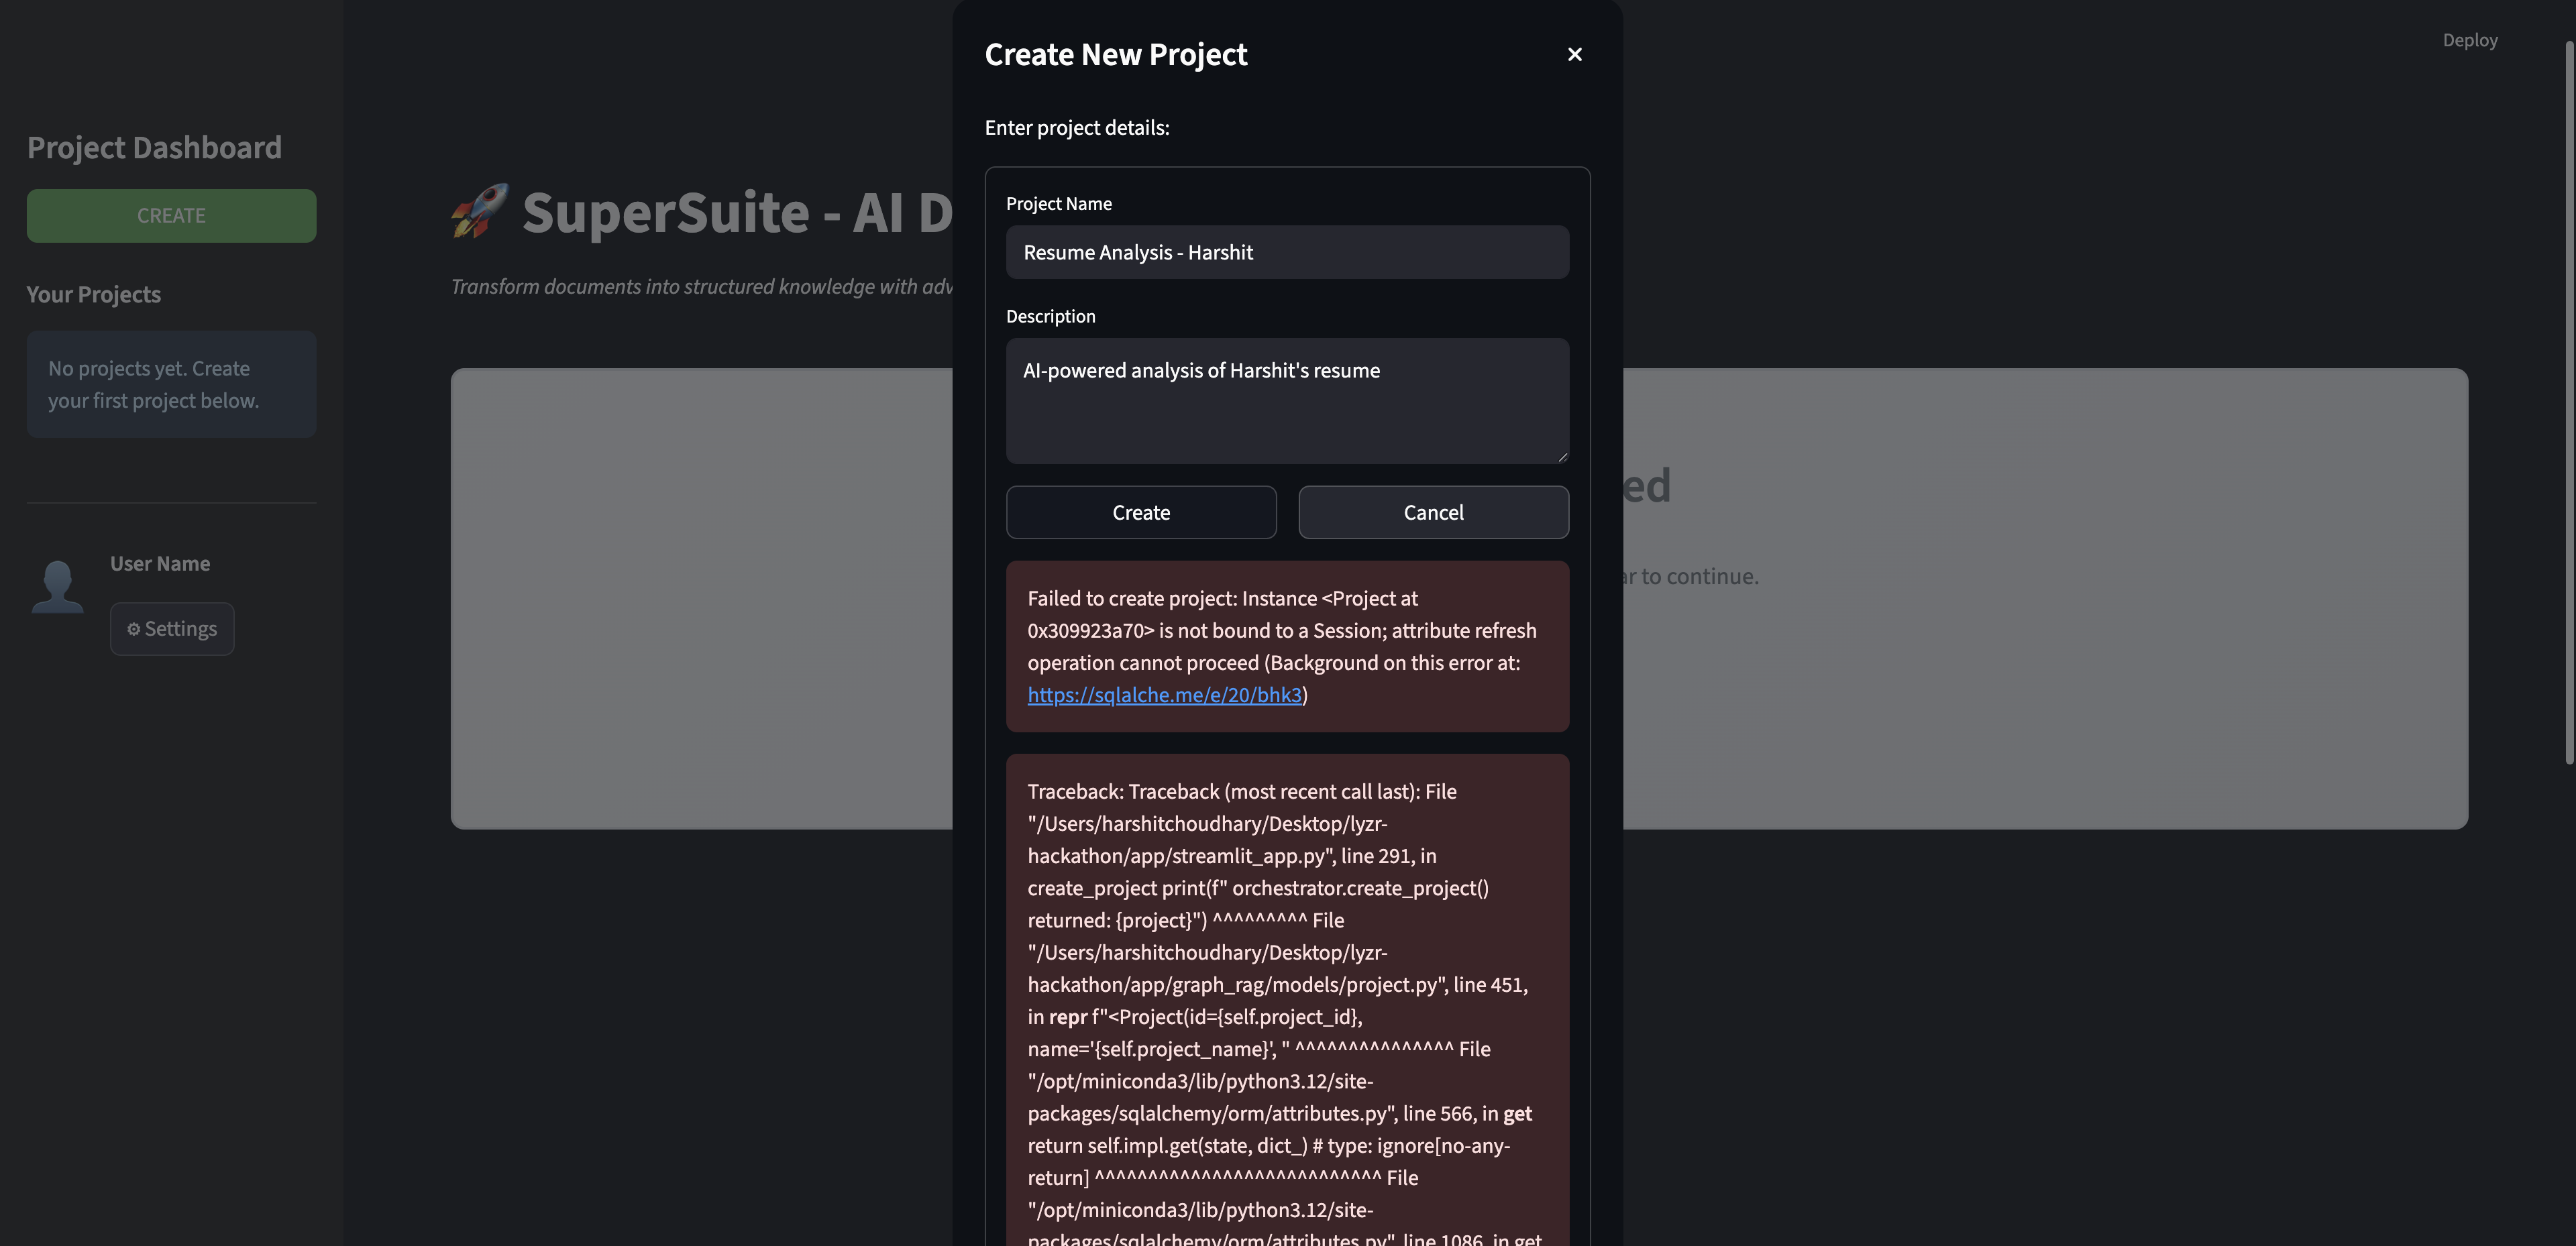 Deploy
Project Dashboard
CREATE
Your Projects
No projects yet. Create
your first project below.
User Name
Settings
🚀 SuperSuite - AI D
Transform documents into structured knowledge with adv
ed
ar to continue.
Create New Project
×
Enter project details:
Project Name
Resume Analysis - Harshit
Description
AI-powered analysis of Harshit's resume
Create
Cancel
Failed to create project: Instance <Project at
0x309923a70> is not bound to a Session; attribute refresh
operation cannot proceed (Background on this error at:
https://sqlalche.me/e/20/bhk3)
Traceback: Traceback (most recent call last): File
"/Users/harshitchoudhary/Desktop/lyzr-
hackathon/app/streamlit_app.py", line 291, in
create_project print(f" orchestrator.create_project()
returned: {project}") ^^^^^^^^^ File
"/Users/harshitchoudhary/Desktop/lyzr-
hackathon/app/graph_rag/models/project.py", line 451,
in repr f"<Project(id={self.project_id},
name='{self.project_name}', " ^^^^^^^^^^^^^^^ File
"/opt/miniconda3/lib/python3.12/site-
packages/sqlalchemy/orm/attributes.py", line 566, in get
return self.impl.get(state, dict_) # type: ignore[no-any-
return] ^^^^^^^^^^^^^^^^^^^^^^^^^^ File
"/opt/miniconda3/lib/python3.12/site-
packages/sqlalchemy/orm/attributes.py", line 1086, in get